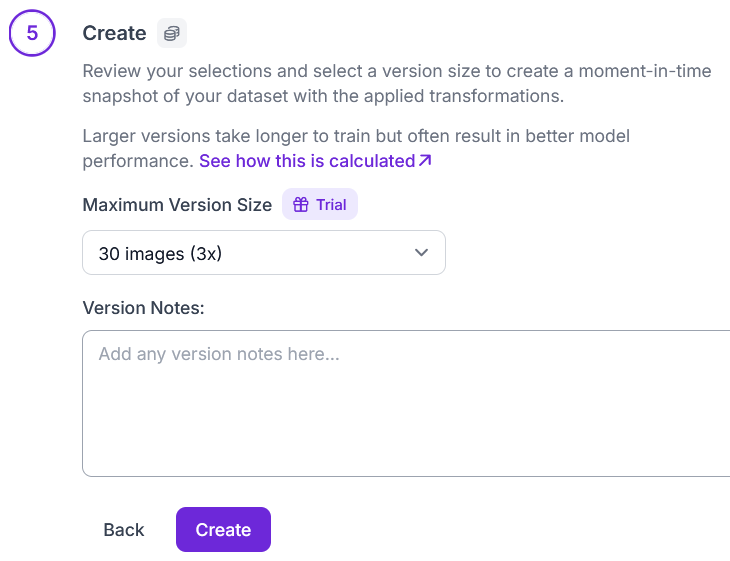 5
Create
Review your selections and select a version size to create a moment-in-time
snapshot of your dataset with the applied transformations.
Larger versions take longer to train but often result in better model
performance. See how this is calculated
Maximum Version Size Trial
30 images (3x)
Version Notes:
Add any version notes here...
Back Create